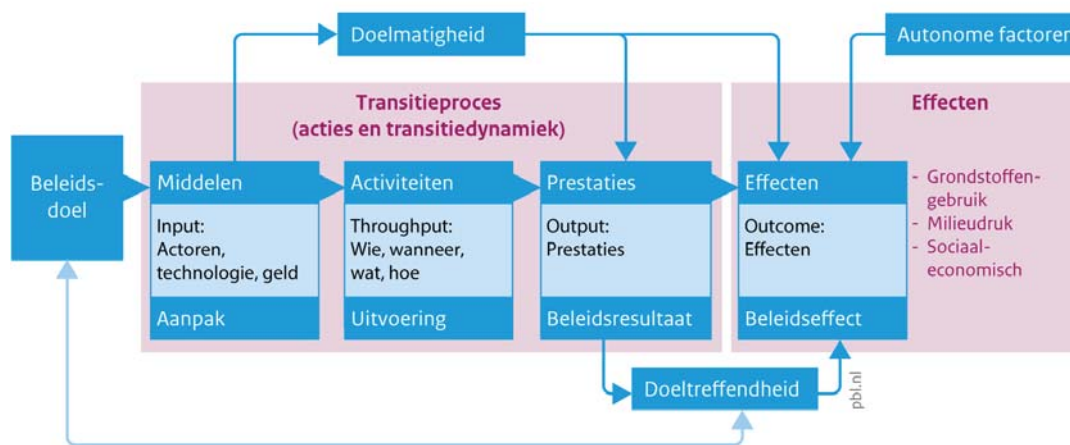 Doelmatigheid
Autonome factoren
Transitieproces
(acties en transitiedynamiek)
Effecten
Beleids-
doel
Middelen
Input:
Actoren,
technologie, geld
Aanpak
Activiteiten
Throughput:
Wie, wanneer,
wat, hoe
Uitvoering
Prestaties
Output:
Prestaties
Beleidsresultaat
Effecten
Outcome:
Effecten
Beleidseffect
- Grondstoffen-
gebruik
- Milieudruk
- Sociaal-
economisch
Doeltreffendheid
pbl.nl